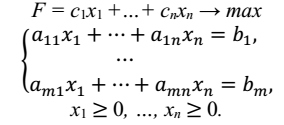 F = c₁x₁ + ... + cₙxₙ → max
a₁₁x₁ + ⋯ + a₁ₙxₙ = b₁,
...
aₘ₁x₁ + ⋯ + aₘₙxₙ = bₘ,
x₁ ≥ 0, ..., xₙ ≥ 0.